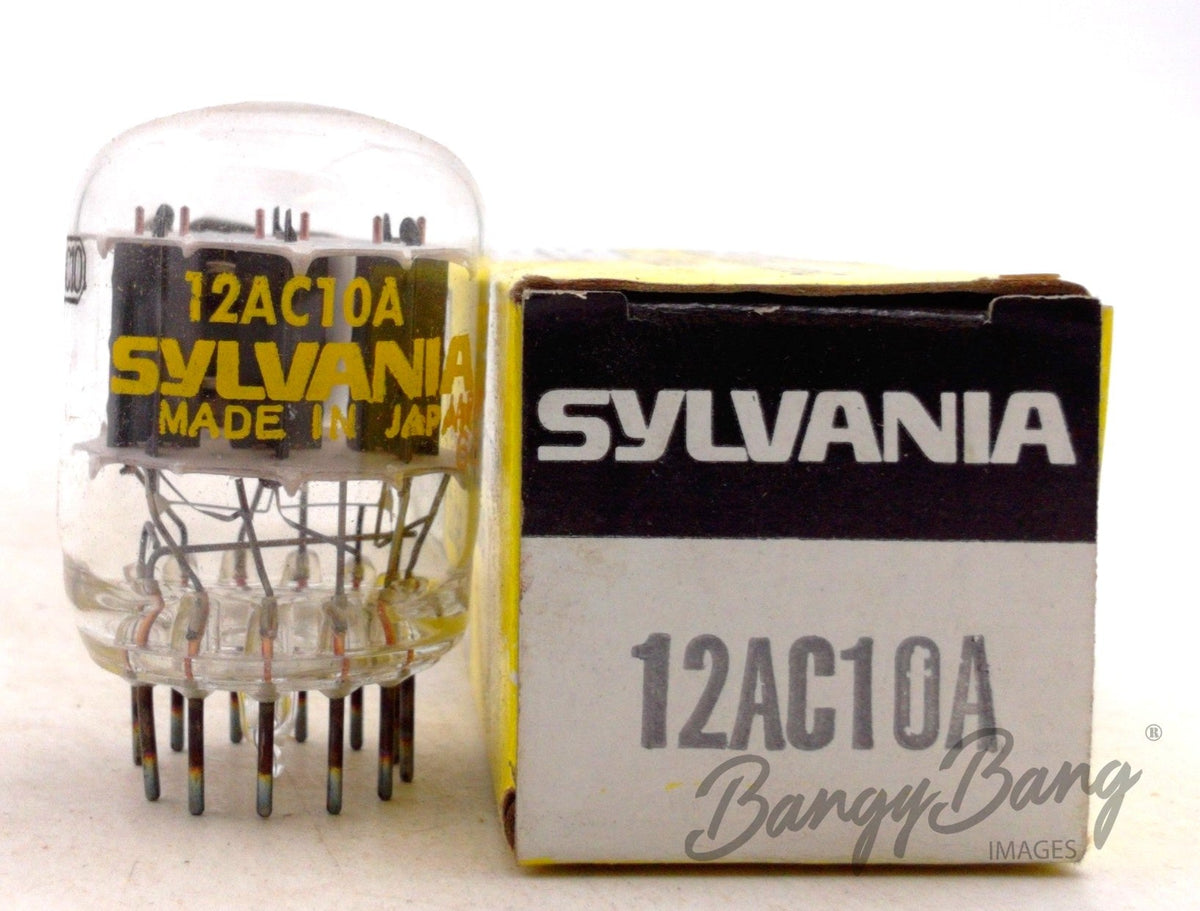 12AC10A
SYLVANIA
MADE IN JAPAN
SYLVANIA
12AC10A
BangyBang
IMAGES
®